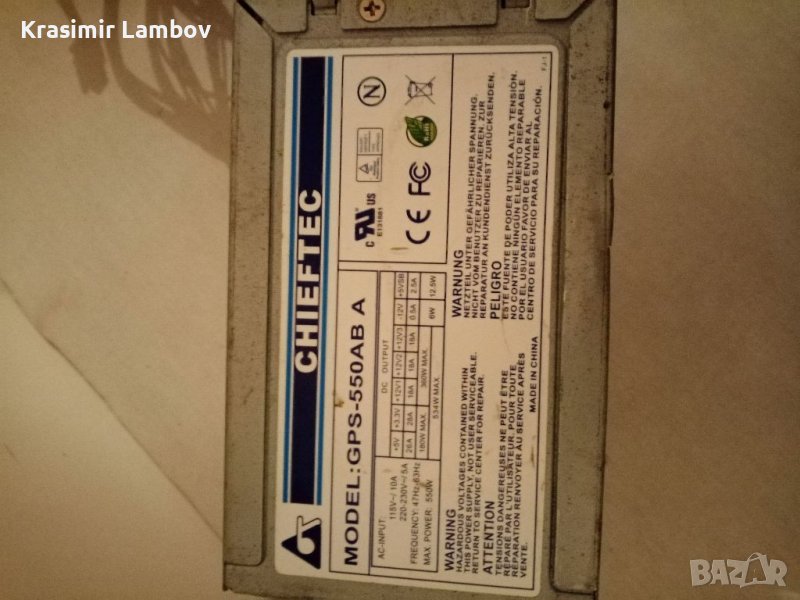 Krasimir Lambov
CHIEFTEC
MODEL:GPS-550AB A
AC-INPUT: 115V~/ 10A
220-230V~/ 5A
FREQUENCY: 47Hz-63Hz
MAX. POWER: 550W
DC OUTPUT
+5V +3.3V +12V1 +12V2 +12V3 -12V +5VSB
26A 28A 18A 18A 16A 0.5A 2.5A
180W MAX. 360W MAX. 6W 12.5W
534W MAX.
c UL US
E131881
N
CE FC
RoHS
WARNING
HAZARDOUS VOLTAGES CONTAINED WITHIN
THIS POWER SUPPLY, NOT USER SERVICEABLE.
RETURN TO SERVICE CENTER FOR REPAIR.
ATTENTION
TENSIONS DANGEREUSES NE PEUT ÊTRE
RÉPARÉ PAR L'UTILISATEUR. POUR TOUTE
RÉPARATION RENVOYER AU SERVICE APRÈS
VENTE.
WARNUNG
NETZTEIL UNTER GEFÄHRLICHER SPANNUNG,
NICHT VOM BENUTZER ZU REPARIEREN, ZUR
REPARATUR AN KUNDENDIENST ZURÜCKSENDEN.
PELIGRO
ESTE FUENTE DE PODER UTILIZA ALTA TENSIÓN.
NO CONTIENE NINGÚN ELEMENTO REPARABLE
POR EL USUARIO FAVOR DE ENVIAR AL
CENTRO DE SERVICIO PARA SU REPARACIÓN.
MADE IN CHINA
BAZAR